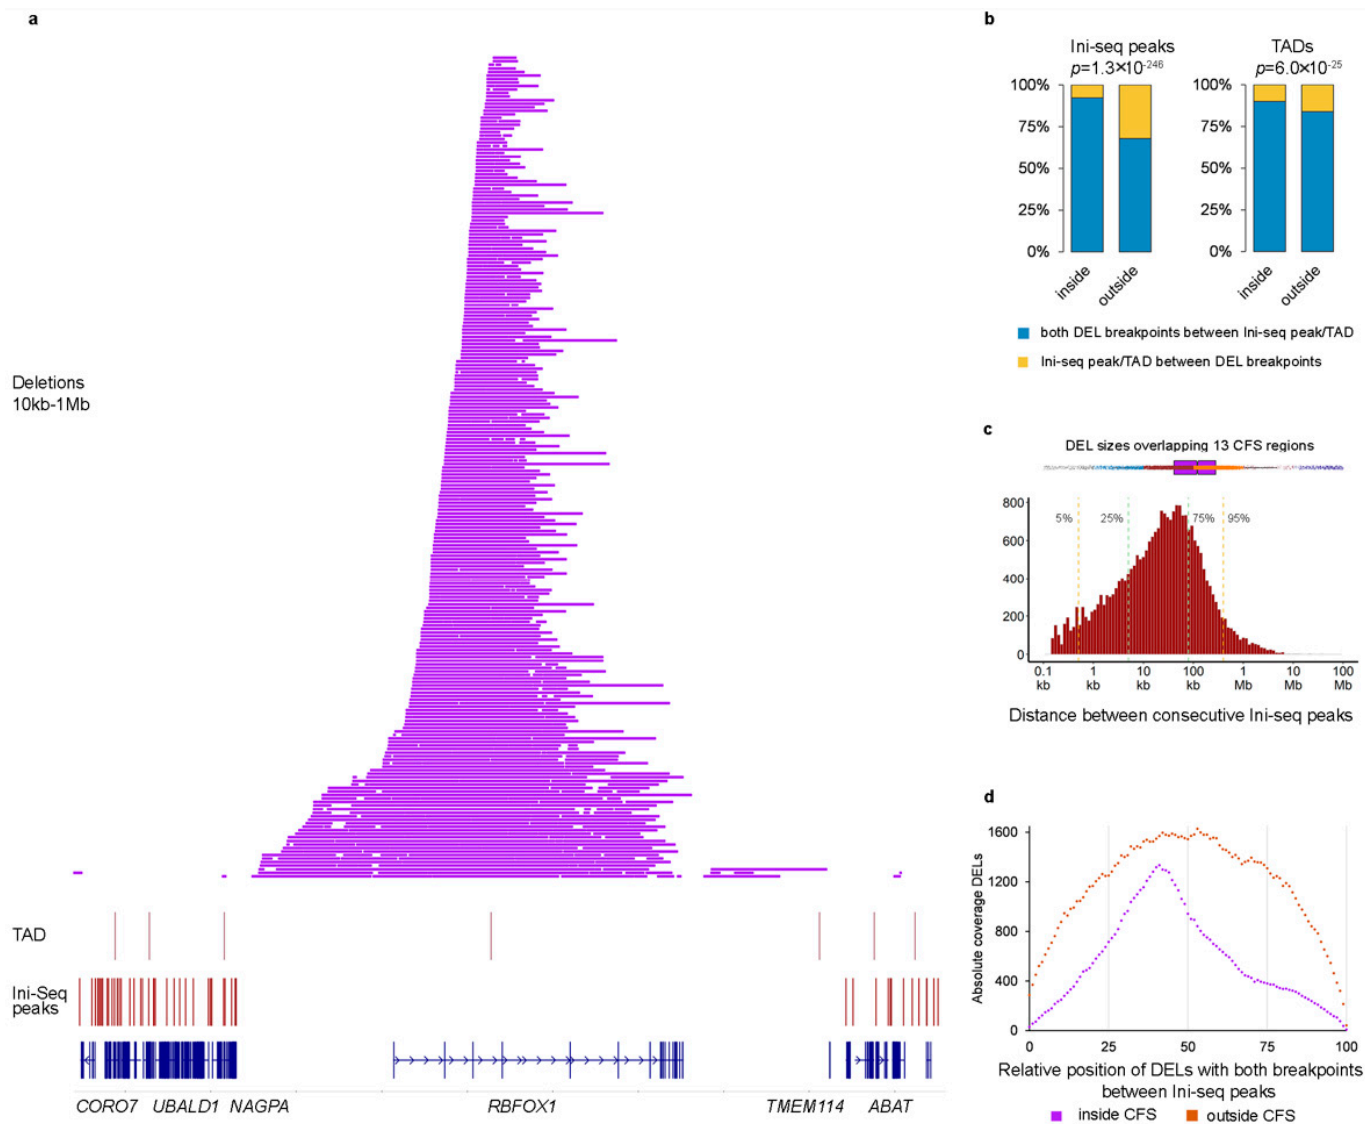 a
Deletions
10kb-1Mb
TAD
Ini-Seq
peaks
CORO7 UBALD1 NAGPA RBFOX1 TMEM114 ABAT
b
Ini-seq peaks
p=1.3×10-246
TADs
p=6.0×10-25
100%
75%
50%
25%
0%
inside
outside
100%
75%
50%
25%
0%
inside
outside
both DEL breakpoints between Ini-seq peak/TAD
Ini-seq peak/TAD between DEL breakpoints
c
DEL sizes overlapping 13 CFS regions
800
600
400
200
0
5% 25% 75% 95%
0.1 1 10 100 1 10 100
kb kb kb kb Mb Mb Mb
Distance between consecutive Ini-seq peaks
d
Absolute coverage DELs
1600
1200
800
400
0
0 25 50 75 100
Relative position of DELs with both breakpoints
between Ini-seq peaks
inside CFS outside CFS